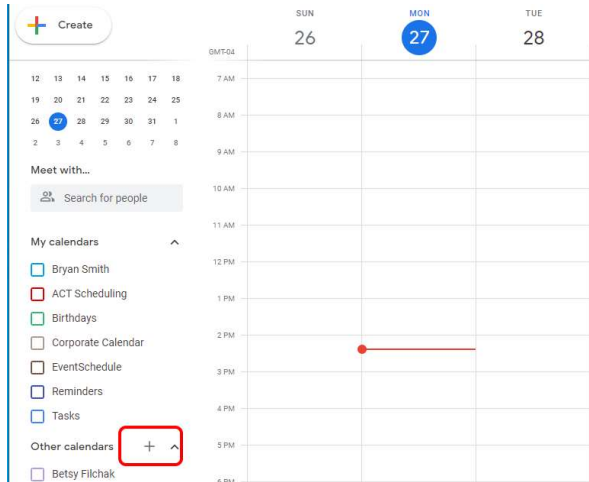 Create
SUN MON TUE
26 27 28
GMT-04
12 13 14 15 16 17 18
19 20 21 22 23 24 25
26 27 28 29 30 31 1
2 3 4 5 6 7 8
Meet with...
Search for people
My calendars
Bryan Smith
ACT Scheduling
Birthdays
Corporate Calendar
EventSchedule
Reminders
Tasks
Other calendars
Betsy Filchak
7 AM
8 AM
9 AM
10 AM
11 AM
12 PM
1 PM
2 PM
3 PM
4 PM
5 PM
6 PM